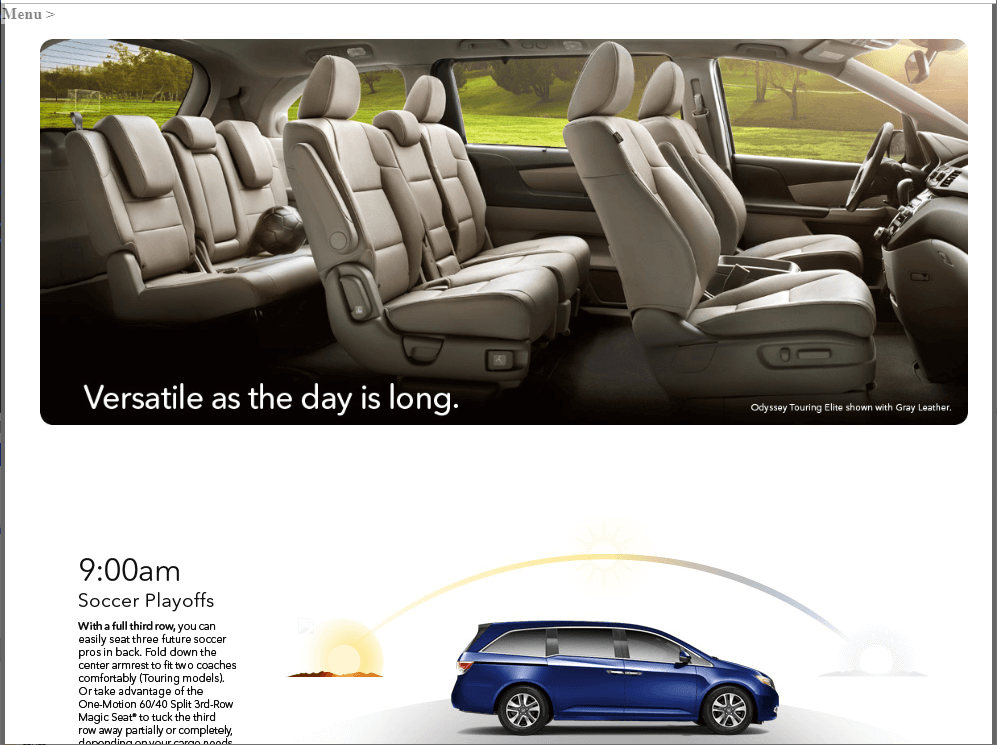 Menu >
Versatile as the day is long.
Odyssey Touring Elite shown with Gray Leather.
9:00am
Soccer Playoffs
With a full third row, you can
easily seat three future soccer
pros in back. Fold down the
center armrest to fit two coaches
comfortably (Touring models).
Or take advantage of the
One-Motion 60/40 Split 3rd-Row
Magic Seat® to tuck the third
row away partially or completely,
depending on your cargo needs.